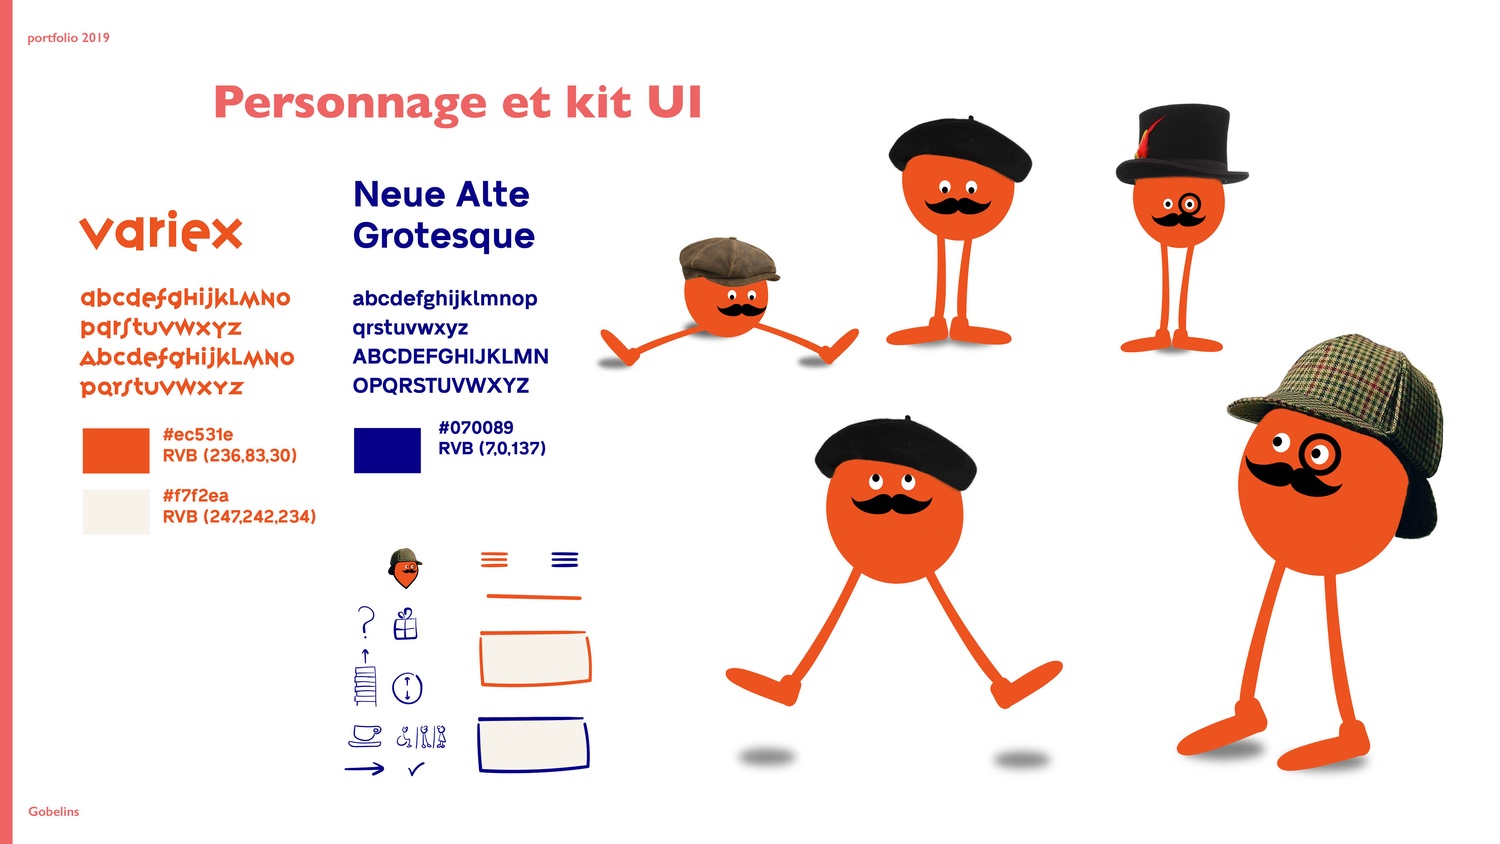 portfolio 2019
Personnage et kit UI
variex
abcdefghijkLMNo
pqrstuvwxyz
Abcdefghijklmno
pqrstuvwxyz
#ec531e
RVB (236,83,30)
#f7f2ea
RVB (247,242,234)
Neue Alte
Grotesque
abcdefghijklmnop
qrstuvwxyz
ABCDEFGHIJKLMN
OPQRSTUVWXYZ
#070089
RVB (7,0,137)
?
Gobelins